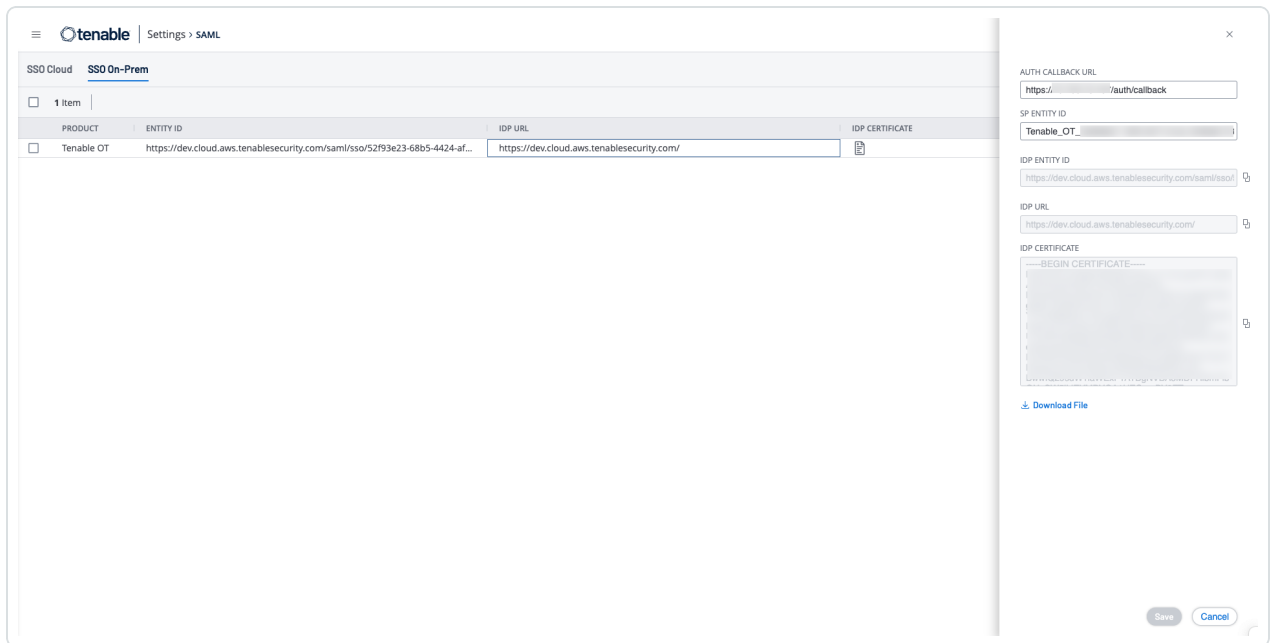 tenable Settings > SAML
SSO Cloud SSO On-Prem
1 Item
PRODUCT ENTITY ID IDP URL IDP CERTIFICATE
Tenable OT https://dev.cloud.aws.tenablesecurity.com/saml/sso/52f93e23-68b5-4424-af... https://dev.cloud.aws.tenablesecurity.com/
AUTH CALLBACK URL
https:// /auth/callback
SP ENTITY ID
Tenable_OT_
IDP ENTITY ID
https://dev.cloud.aws.tenablesecurity.com/saml/sso/
IDP URL
https://dev.cloud.aws.tenablesecurity.com/
IDP CERTIFICATE
-----BEGIN CERTIFICATE-----
Download File
Save Cancel